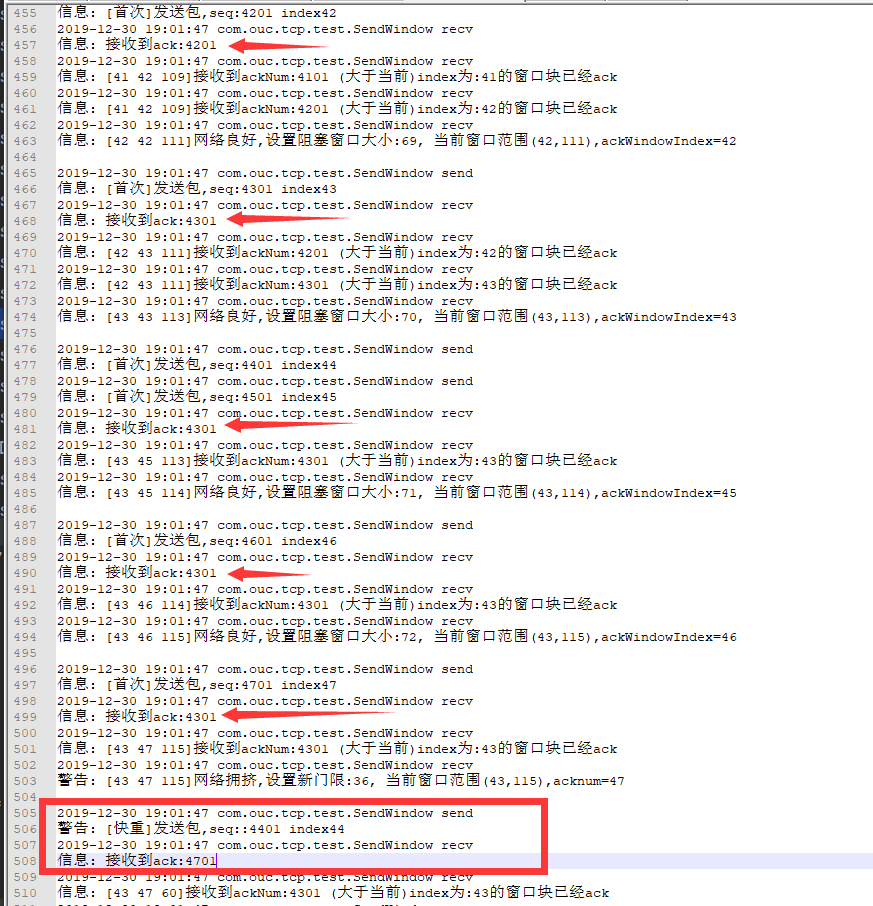 455 信息: [首次]发送包,seq:4201 index42
456 2019-12-30 19:01:47 com.ouc.tcp.test.SendWindow recv
457 信息: 接收到ack:4201
458 2019-12-30 19:01:47 com.ouc.tcp.test.SendWindow recv
459 信息: [41 42 109]接收到ackNum:4101 (大于当前)index为:41的窗口块已经ack
460 2019-12-30 19:01:47 com.ouc.tcp.test.SendWindow recv
461 信息: [41 42 109]接收到ackNum:4201 (大于当前)index为:42的窗口块已经ack
462 2019-12-30 19:01:47 com.ouc.tcp.test.SendWindow recv
463 信息: [42 42 111]网络良好,设置阻塞窗口大小:69, 当前窗口范围(42,111),ackWindowIndex=42
464
465 2019-12-30 19:01:47 com.ouc.tcp.test.SendWindow send
466 信息: [首次]发送包,seq:4301 index43
467 2019-12-30 19:01:47 com.ouc.tcp.test.SendWindow recv
468 信息: 接收到ack:4301
469 2019-12-30 19:01:47 com.ouc.tcp.test.SendWindow recv
470 信息: [42 43 111]接收到ackNum:4201 (大于当前)index为:42的窗口块已经ack
471 2019-12-30 19:01:47 com.ouc.tcp.test.SendWindow recv
472 信息: [42 43 111]接收到ackNum:4301 (大于当前)index为:43的窗口块已经ack
473 2019-12-30 19:01:47 com.ouc.tcp.test.SendWindow recv
474 信息: [43 43 113]网络良好,设置阻塞窗口大小:70, 当前窗口范围(43,113),ackWindowIndex=43
475
476 2019-12-30 19:01:47 com.ouc.tcp.test.SendWindow send
477 信息: [首次]发送包,seq:4401 index44
478 2019-12-30 19:01:47 com.ouc.tcp.test.SendWindow send
479 信息: [首次]发送包,seq:4501 index45
480 2019-12-30 19:01:47 com.ouc.tcp.test.SendWindow recv
481 信息: 接收到ack:4301
482 2019-12-30 19:01:47 com.ouc.tcp.test.SendWindow recv
483 信息: [43 45 113]接收到ackNum:4301 (大于当前)index为:43的窗口块已经ack
484 2019-12-30 19:01:47 com.ouc.tcp.test.SendWindow recv
485 信息: [43 45 114]网络良好,设置阻塞窗口大小:71, 当前窗口范围(43,114),ackWindowIndex=45
486
487 2019-12-30 19:01:47 com.ouc.tcp.test.SendWindow send
488 信息: [首次]发送包,seq:4601 index46
489 2019-12-30 19:01:47 com.ouc.tcp.test.SendWindow recv
490 信息: 接收到ack:4301
491 2019-12-30 19:01:47 com.ouc.tcp.test.SendWindow recv
492 信息: [43 46 114]接收到ackNum:4301 (大于当前)index为:43的窗口块已经ack
493 2019-12-30 19:01:47 com.ouc.tcp.test.SendWindow recv
494 信息: [43 46 115]网络良好,设置阻塞窗口大小:72, 当前窗口范围(43,115),ackWindowIndex=46
495
496 2019-12-30 19:01:47 com.ouc.tcp.test.SendWindow send
497 信息: [首次]发送包,seq:4701 index47
498 2019-12-30 19:01:47 com.ouc.tcp.test.SendWindow recv
499 信息: 接收到ack:4301
500 2019-12-30 19:01:47 com.ouc.tcp.test.SendWindow recv
501 信息: [43 47 115]接收到ackNum:4301 (大于当前)index为:43的窗口块已经ack
502 2019-12-30 19:01:47 com.ouc.tcp.test.SendWindow recv
503 警告: [43 47 115]网络拥挤,设置新门限:36, 当前窗口范围(43,115),acknum=47
504
505 2019-12-30 19:01:47 com.ouc.tcp.test.SendWindow send
506 警告: [快重]发送包,seq::4401 index44
507 2019-12-30 19:01:47 com.ouc.tcp.test.SendWindow recv
508 信息: 接收到ack:4701
509 2019-12-30 19:01:47 com.ouc.tcp.test.SendWindow recv
510 信息: [43 47 60]接收到ackNum:4301 (大于当前)index为:43的窗口块已经ack